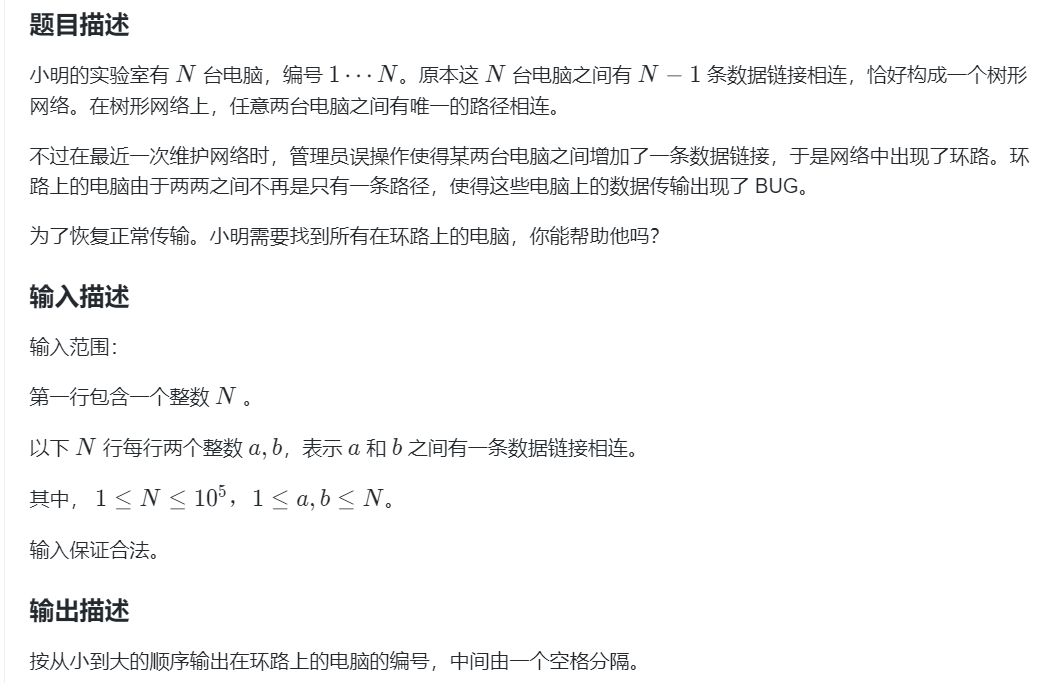 题目描述
小明的实验室有 N 台电脑，编号 1⋯N。原本这 N 台电脑之间有 N − 1 条数据链接相连，恰好构成一个树形
网络。在树形网络上，任意两台电脑之间有唯一的路径相连。
不过在最近一次维护网络时，管理员误操作使得某两台电脑之间增加了一条数据链接，于是网络中出现了环路。环
路上的电脑由于两两之间不再是只有一条路径，使得这些电脑上的数据传输出现了 BUG。
为了恢复正常传输。小明需要找到所有在环路上的电脑，你能帮助他吗？
输入描述
输入范围：
第一行包含一个整数 N 。
以下 N 行每行两个整数 a, b，表示 a 和 b 之间有一条数据链接相连。
其中， 1 ≤ N ≤ 10⁵，1 ≤ a, b ≤ N。
输入保证合法。
输出描述
按从小到大的顺序输出在环路上的电脑的编号，中间由一个空格分隔。